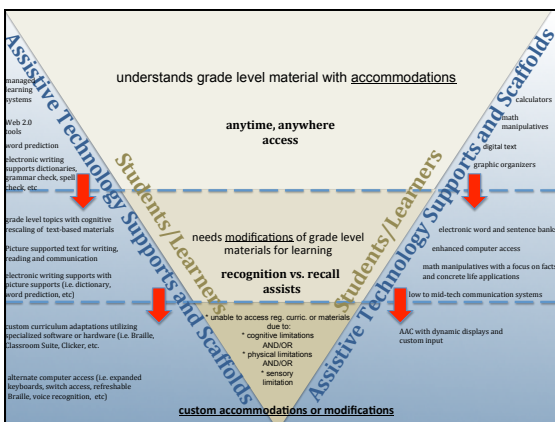 understands grade level material with accommodations
anytime, anywhere
access
Assistive Technology Supports and Scaffolds
Students/Learners
Students/Learners
Assistive Technology Supports and Scaffolds
managed
learning
systems
Web 2.0
tools
word prediction
electronic writing
supports dictionaries,
grammar check, spell
check, etc
calculators
math
manipulatives
digital text
graphic organizers
grade level topics with cognitive
rescaling of text-based materials
Picture supported text for writing,
reading and communication
electronic writing supports with
picture supports (i.e. dictionary,
word prediction, etc)
needs modifications of grade level
materials for learning
recognition vs. recall
assists
electronic word and sentence banks
enhanced computer access
math manipulatives with a focus on facts
and concrete life applications
low to mid-tech communication systems
custom curriculum adaptations utilizing
specialized software or hardware (i.e. Braille,
Classroom Suite, Clicker, etc.
alternate computer access (i.e. expanded
keyboards, switch access, refreshable
Braille, voice recognition, etc)
* unable to access reg. curric. or materials
due to:
* cognitive limitations
AND/OR
* physical limitations
AND/OR
* sensory
limitation
AAC with dynamic displays and
custom input
custom accommodations or modifications